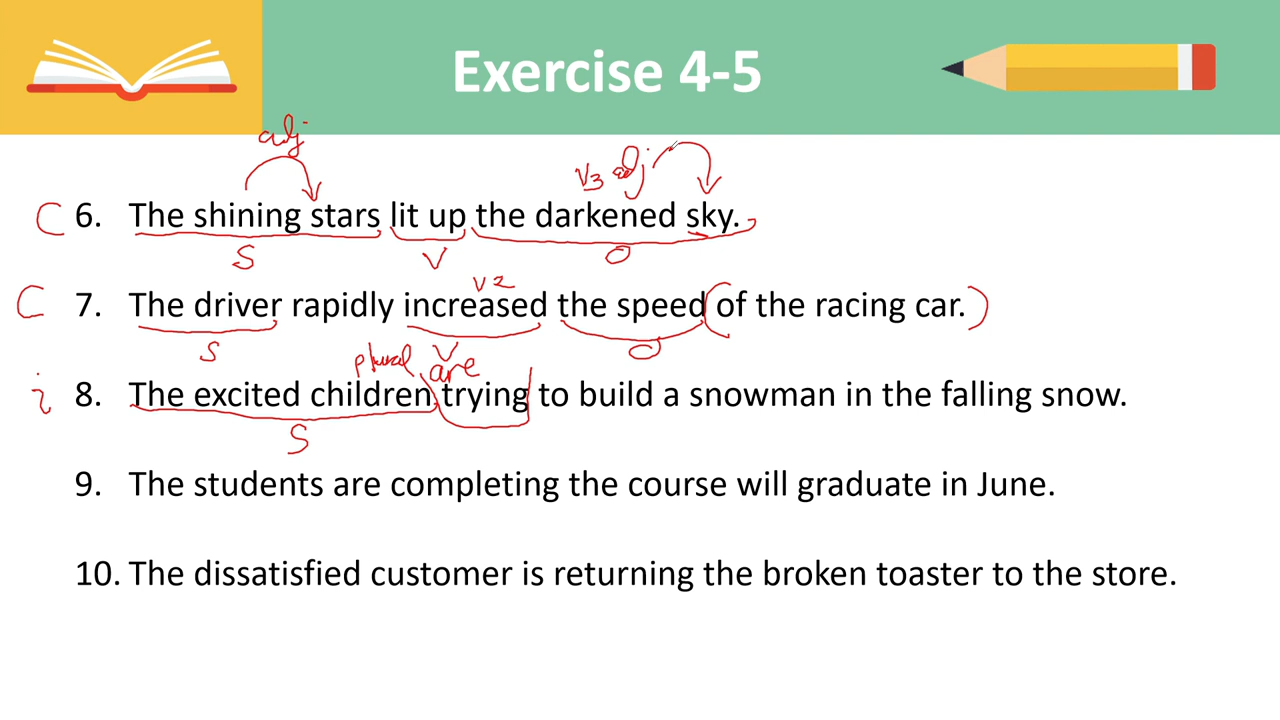 Exercise 4-5
adj
V3 adj
C 6. The shining stars lit up the darkened sky.
S V O
V2
C 7. The driver rapidly increased the speed (of the racing car.)
S V O
plural are
i 8. The excited children trying to build a snowman in the falling snow.
S
9. The students are completing the course will graduate in June.
10. The dissatisfied customer is returning the broken toaster to the store.